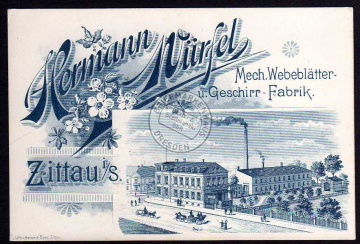 Hermann Würfel
Mech. Webeblätter-
u. Geschirr-Fabrik.
Zittau i/S.
DRESDEN